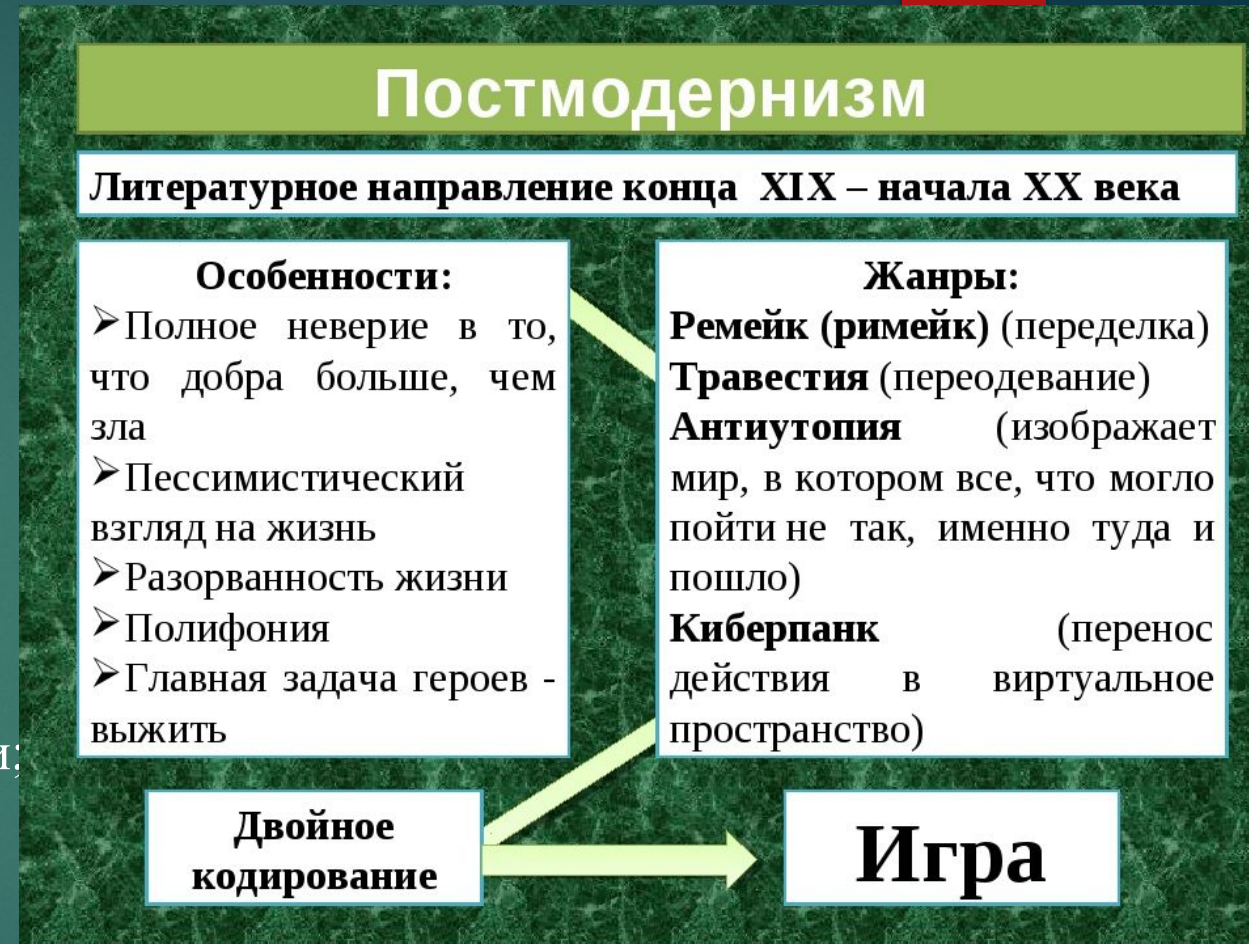 Постмодернизм
Литературное направление конца XIX – начала XX века
Особенности:
➢Полное неверие в то,
что добра больше, чем
зла
➢Пессимистический
взгляд на жизнь
➢Разорванность жизни
➢Полифония
➢Главная задача героев -
выжить
Жанры:
Ремейк (римейк) (переделка)
Травестия (переодевание)
Антиутопия (изображает
мир, в котором все, что могло
пойти не так, именно туда и
пошло)
Киберпанк (перенос
действия в виртуальное
пространство)
Двойное
кодирование
Игра